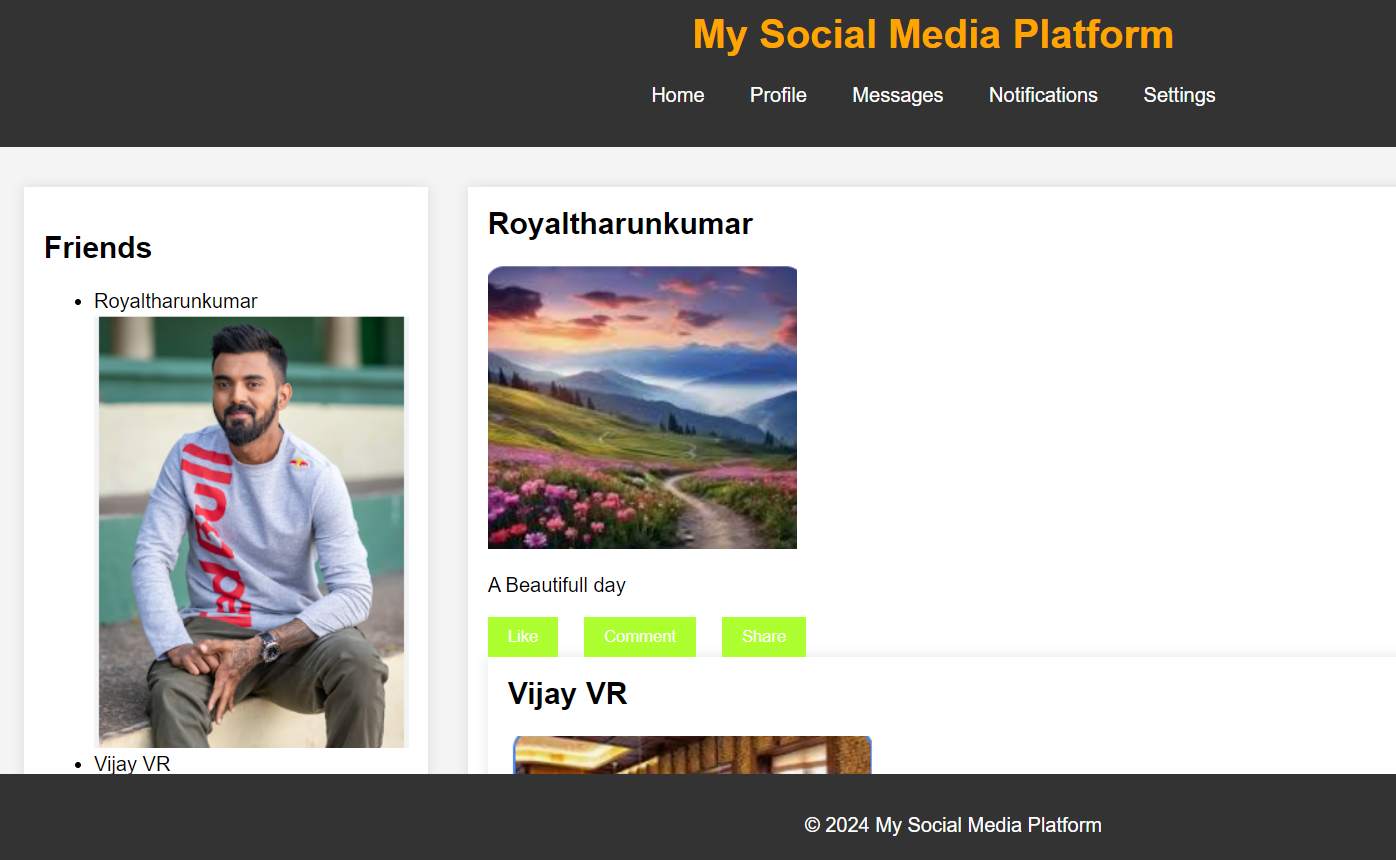 My Social Media Platform
Home Profile Messages Notifications Settings
Friends
Royaltharunkumar
Vijay VR
Royaltharunkumar
A Beautifull day
Like Comment Share
Vijay VR
© 2024 My Social Media Platform